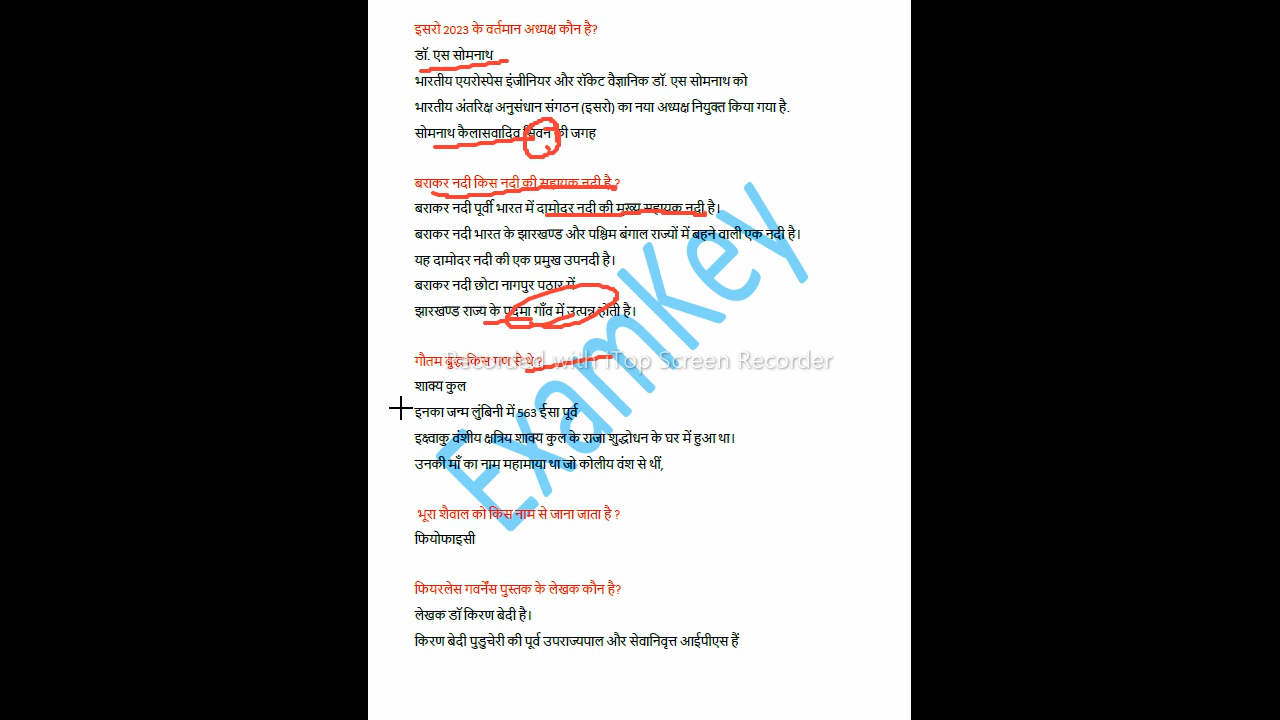 इसरो 2023 के वर्तमान अध्यक्ष कौन है?
डॉ. एस सोमनाथ
भारतीय एयरोस्पेस इंजीनियर और रॉकेट वैज्ञानिक डॉ. एस सोमनाथ को
भारतीय अंतरिक्ष अनुसंधान संगठन (इसरो) का नया अध्यक्ष नियुक्त किया गया है.
सोमनाथ कैलासवादिव सिवन की जगह
बराकर नदी किस नदी की सहायक नदी है ?
बराकर नदी पूर्वी भारत में दामोदर नदी की मुख्य सहायक नदी है।
बराकर नदी भारत के झारखण्ड और पश्चिम बंगाल राज्यों में बहने वाली एक नदी है।
यह दामोदर नदी की एक प्रमुख उपनदी है।
बराकर नदी छोटा नागपुर पठार में
झारखण्ड राज्य के पदमा गाँव में उत्पन्न होती है।
गौतम बुद्ध किस गण से थे ?
Recorded with iTop Screen Recorder
शाक्य कुल
इनका जन्म लुंबिनी में 563 ईसा पूर्व
इक्ष्वाकु वंशीय क्षत्रिय शाक्य कुल के राजा शुद्धोधन के घर में हुआ था।
उनकी माँ का नाम महामाया था जो कोलीय वंश से थीं,
भूरा शैवाल को किस नाम से जाना जाता है ?
फियोफाइसी
फियरलेस गवर्नेंस पुस्तक के लेखक कौन है?
लेखक डॉ किरण बेदी है।
किरण बेदी पुडुचेरी की पूर्व उपराज्यपाल और सेवानिवृत्त आईपीएस हैं
ExamKey